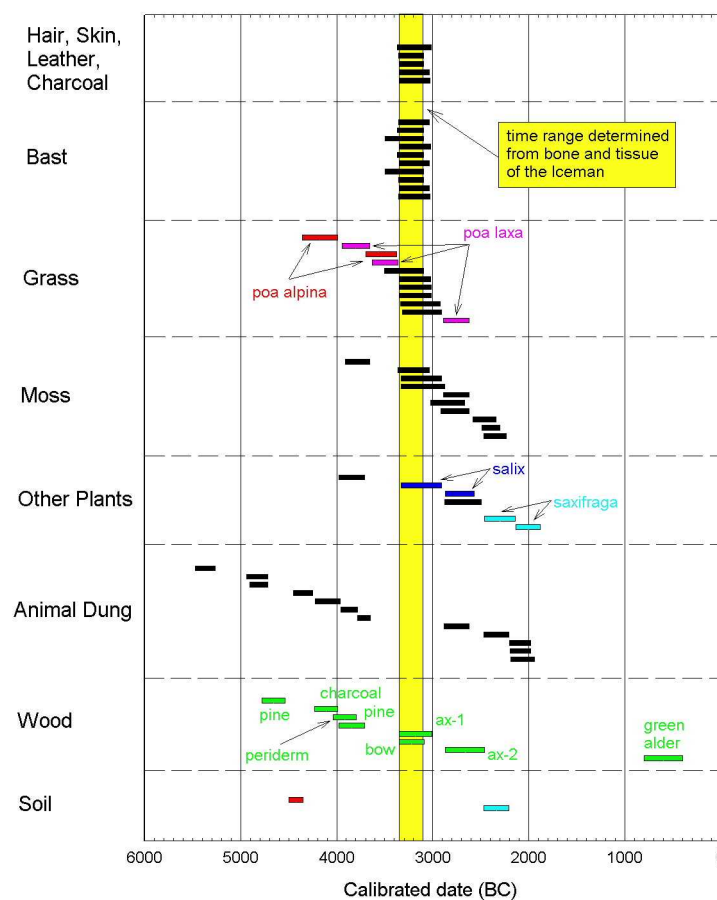 Hair, Skin,
Leather,
Charcoal
Bast
time range determined
from bone and tissue
of the Iceman
poa laxa
Grass
poa alpina
Moss
salix
Other Plants
saxifraga
Animal Dung
charcoal
pine
pine
periderm
Wood
ax-1
bow
ax-2
green
alder
Soil
6000
5000
4000
3000
2000
1000
Calibrated date (BC)